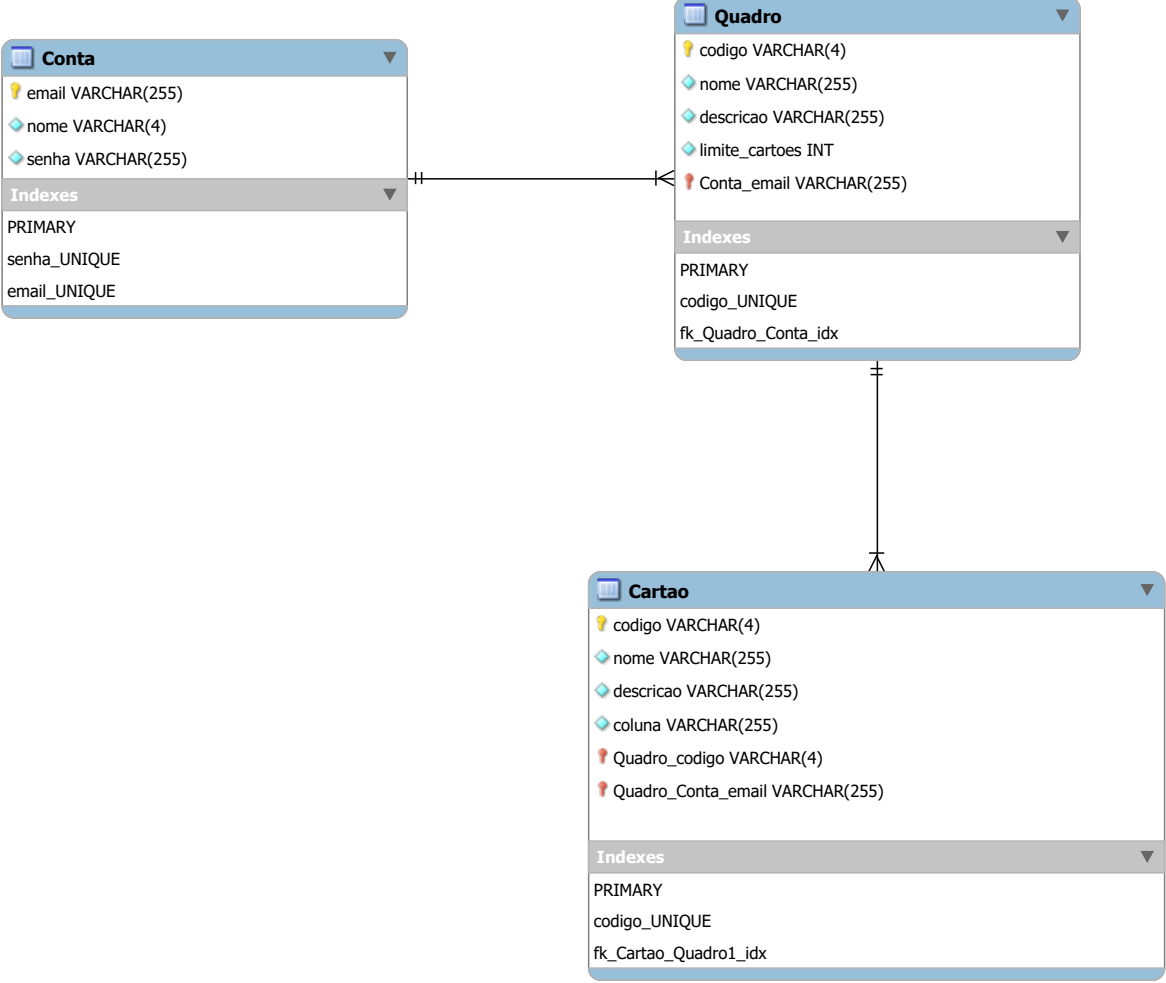 Conta
email VARCHAR(255)
nome VARCHAR(4)
senha VARCHAR(255)
Indexes
PRIMARY
senha_UNIQUE
email_UNIQUE
Quadro
codigo VARCHAR(4)
nome VARCHAR(255)
descricao VARCHAR(255)
limite_cartoes INT
Conta_email VARCHAR(255)
Indexes
PRIMARY
codigo_UNIQUE
fk_Quadro_Conta_idx
Cartao
codigo VARCHAR(4)
nome VARCHAR(255)
descricao VARCHAR(255)
coluna VARCHAR(255)
Quadro_codigo VARCHAR(4)
Quadro_Conta_email VARCHAR(255)
Indexes
PRIMARY
codigo_UNIQUE
fk_Cartao_Quadro1_idx